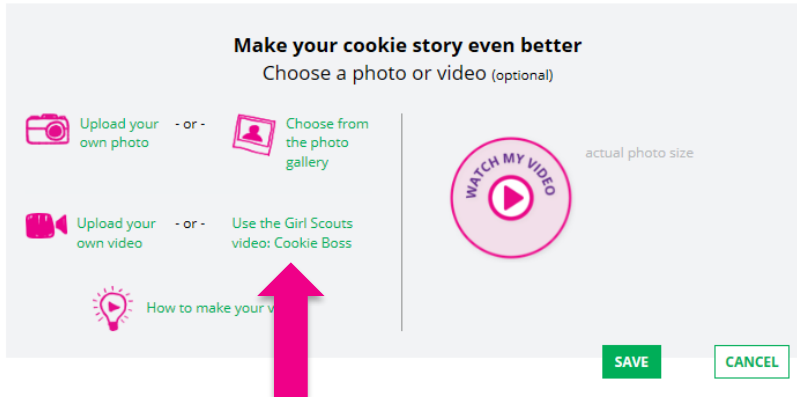 Make your cookie story even better
Choose a photo or video (optional)
Upload your - or - Choose from
own photo the photo
gallery
WATCH MY VIDEO
actual photo size
Upload your - or - Use the Girl Scouts
own video video: Cookie Boss
How to make your
SAVE CANCEL